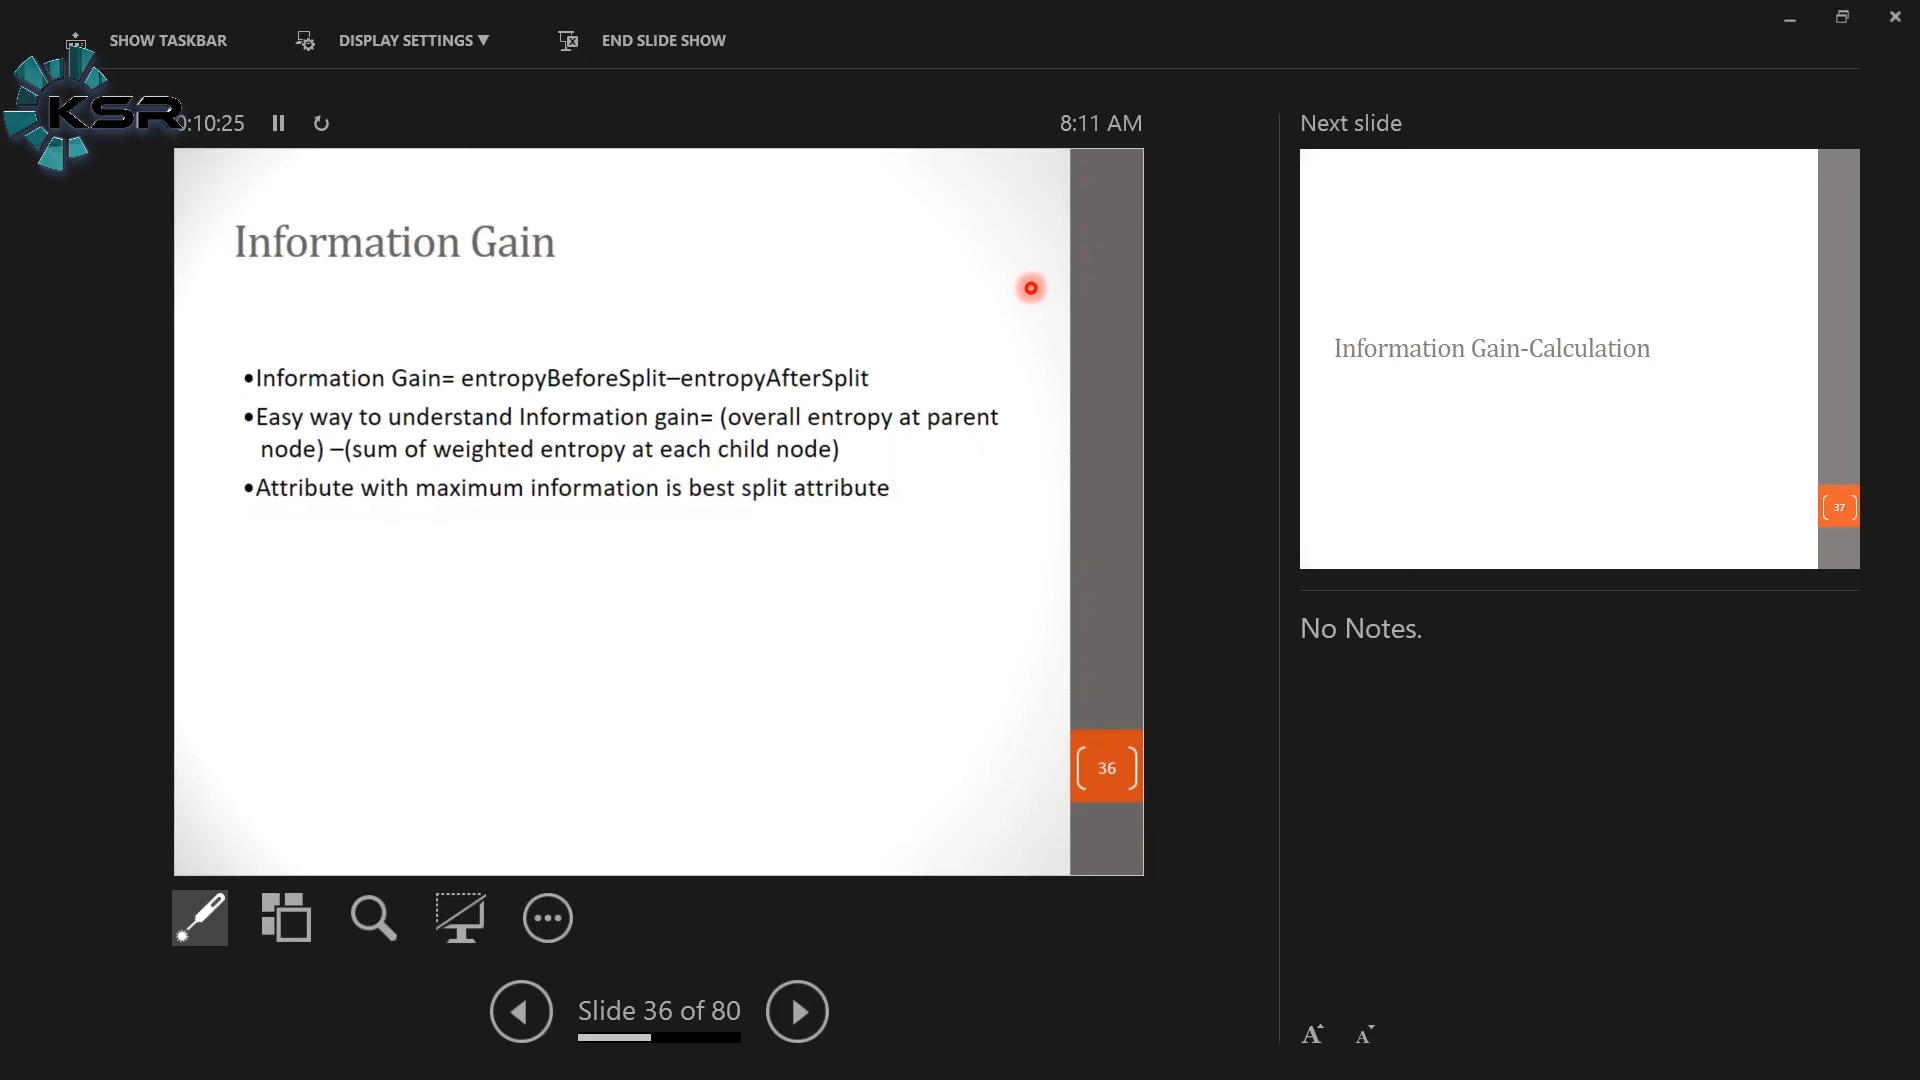 SHOW TASKBAR
DISPLAY SETTINGS ▼
END SLIDE SHOW
KSR
0:10:25
8:11 AM
Next slide
Information Gain
•Information Gain= entropyBeforeSplit–entropyAfterSplit
•Easy way to understand Information gain= (overall entropy at parent
node) –(sum of weighted entropy at each child node)
•Attribute with maximum information is best split attribute
36
Information Gain-Calculation
37
No Notes.
Slide 36 of 80
A
A